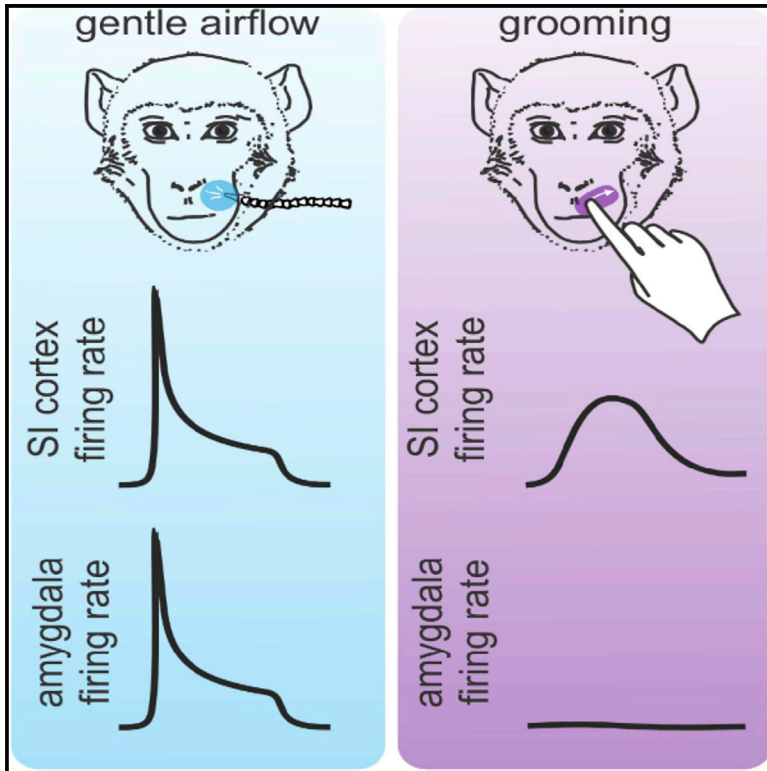 gentle airflow
grooming
SI cortex
firing rate
SI cortex
firing rate
amygdala
firing rate
amygdala
firing rate